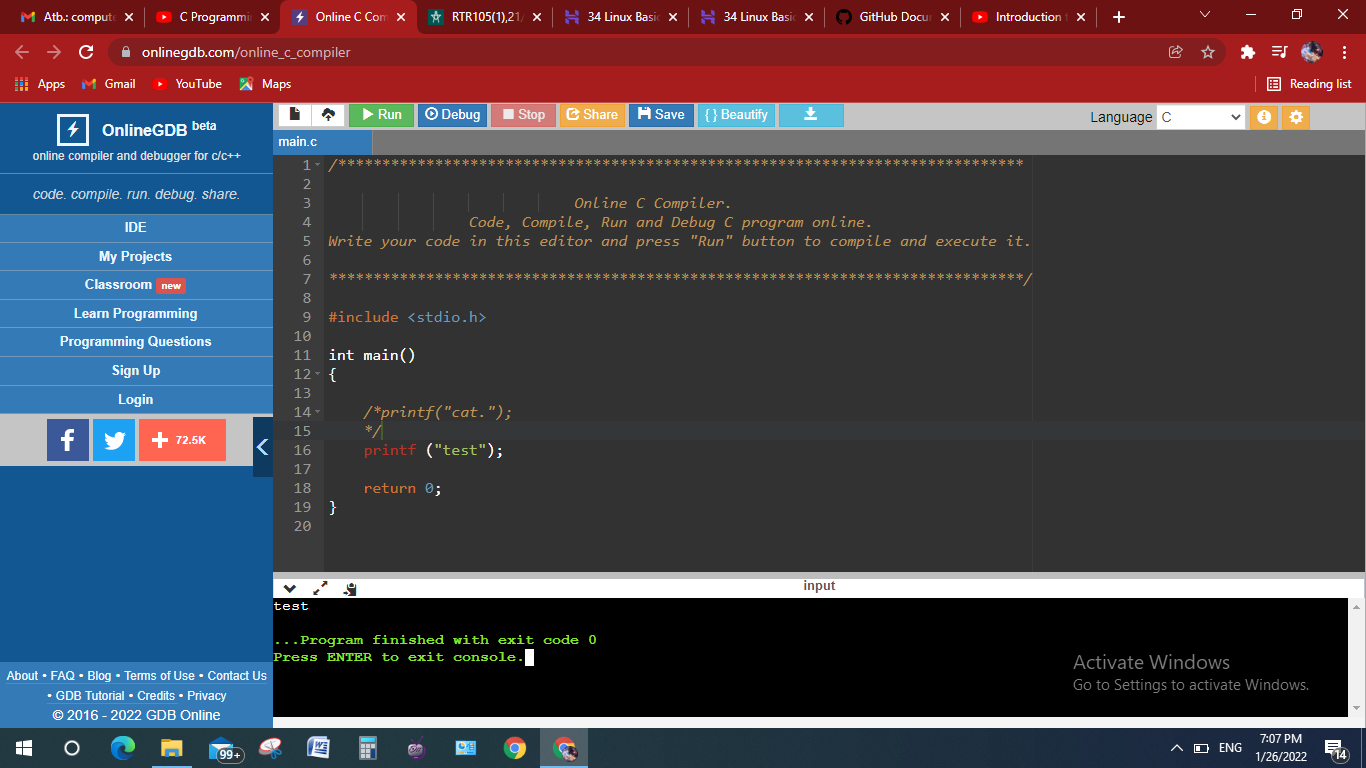 Atb.: compute
C Programmi
Online C Com
RTR105(1),21/
34 Linux Basic
34 Linux Basic
GitHub Docu
Introduction t
onlinegdb.com/online_c_compiler
Apps Gmail YouTube Maps Reading list
OnlineGDB beta
online compiler and debugger for c/c++
code. compile. run. debug. share.
IDE
My Projects
Classroom new
Learn Programming
Programming Questions
Sign Up
Login
f + 72.5K
Run Debug Stop Share Save { } Beautify
Language C
main.c
1 /******************************************************************************
2
3 Online C Compiler.
4 Code, Compile, Run and Debug C program online.
5 Write your code in this editor and press "Run" button to compile and execute it.
6
7 *******************************************************************************/
8
9 #include <stdio.h>
10
11 int main()
12 {
13
14 /*printf("cat.");
15 */
16 printf ("test");
17
18 return 0;
19 }
20
input
test
...Program finished with exit code 0
Press ENTER to exit console.
Activate Windows
Go to Settings to activate Windows.
About • FAQ • Blog • Terms of Use • Contact Us
• GDB Tutorial • Credits • Privacy
© 2016 - 2022 GDB Online
99+
ENG
7:07 PM
1/26/2022
14